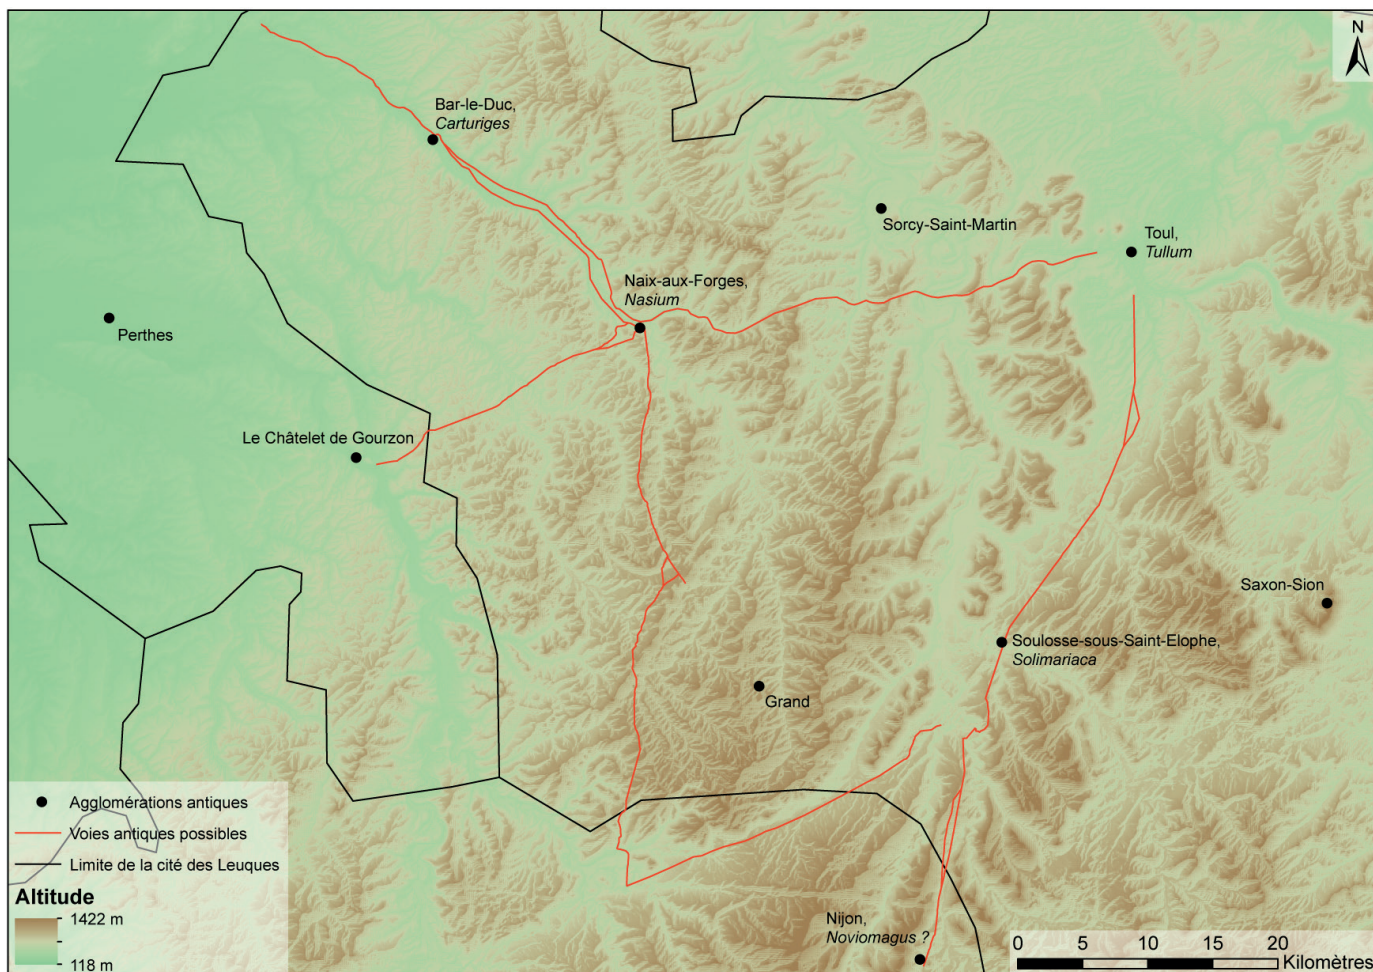 N
Bar-le-Duc,
Carturiges
Sorcy-Saint-Martin
Toul,
Tullum
Naix-aux-Forges,
Nasium
Perthes
Le Châtelet de Gourzon
Saxon-Sion
Soulosse-sous-Saint-Elophe,
Solimariaca
Grand
Nijon,
Noviomagus ?
Agglomérations antiques
Voies antiques possibles
Limite de la cité des Leuques
Altitude
1422 m
118 m
0 5 10 15 20
Kilomètres